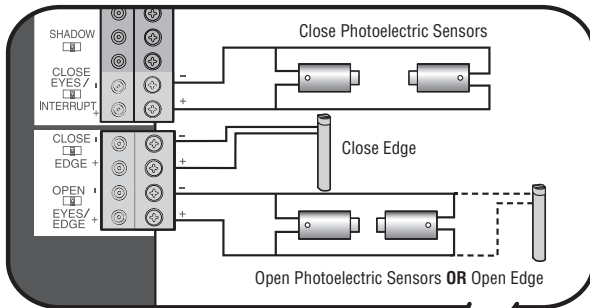 Close Photoelectric Sensors
SHADOW
CLOSE
EYES/ -
INTERRUPT +
-
+
CLOSE -
EDGE +
-
+
Close Edge
OPEN -
EYES/ +
EDGE
-
+
Open Photoelectric Sensors OR Open Edge